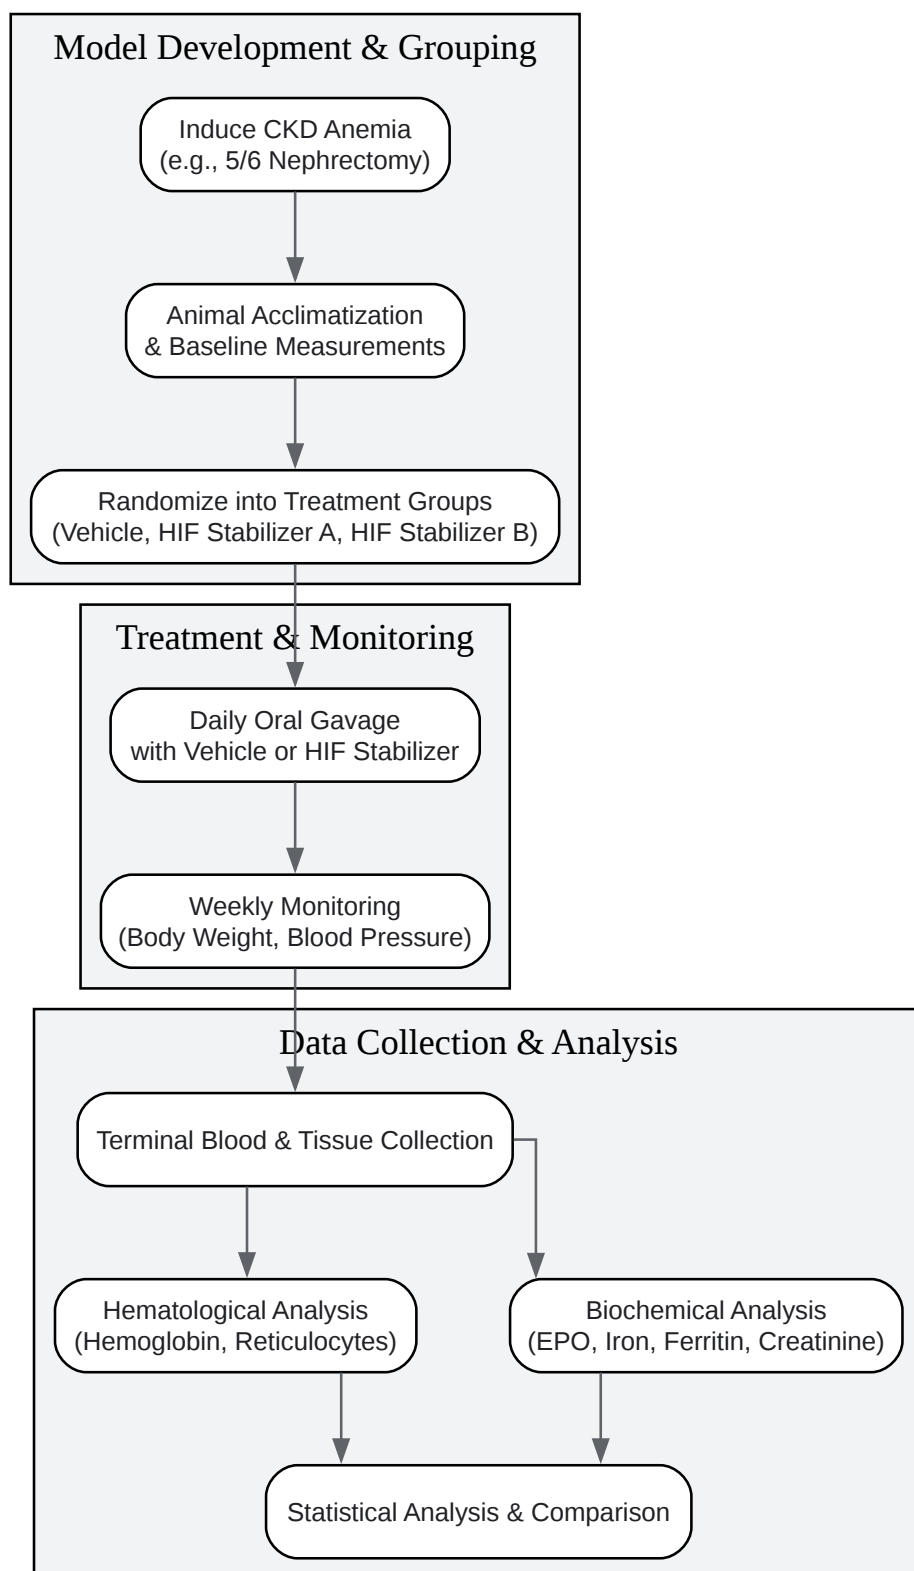 Model Development & Grouping
Induce CKD Anemia
(e.g., 5/6 Nephrectomy)
Animal Acclimatization
& Baseline Measurements
Randomize into Treatment Groups
(Vehicle, HIF Stabilizer A, HIF Stabilizer B)
Treatment & Monitoring
Daily Oral Gavage
with Vehicle or HIF Stabilizer
Weekly Monitoring
(Body Weight, Blood Pressure)
Data Collection & Analysis
Terminal Blood & Tissue Collection
Hematological Analysis
(Hemoglobin, Reticulocytes)
Biochemical Analysis
(EPO, Iron, Ferritin, Creatinine)
Statistical Analysis & Comparison